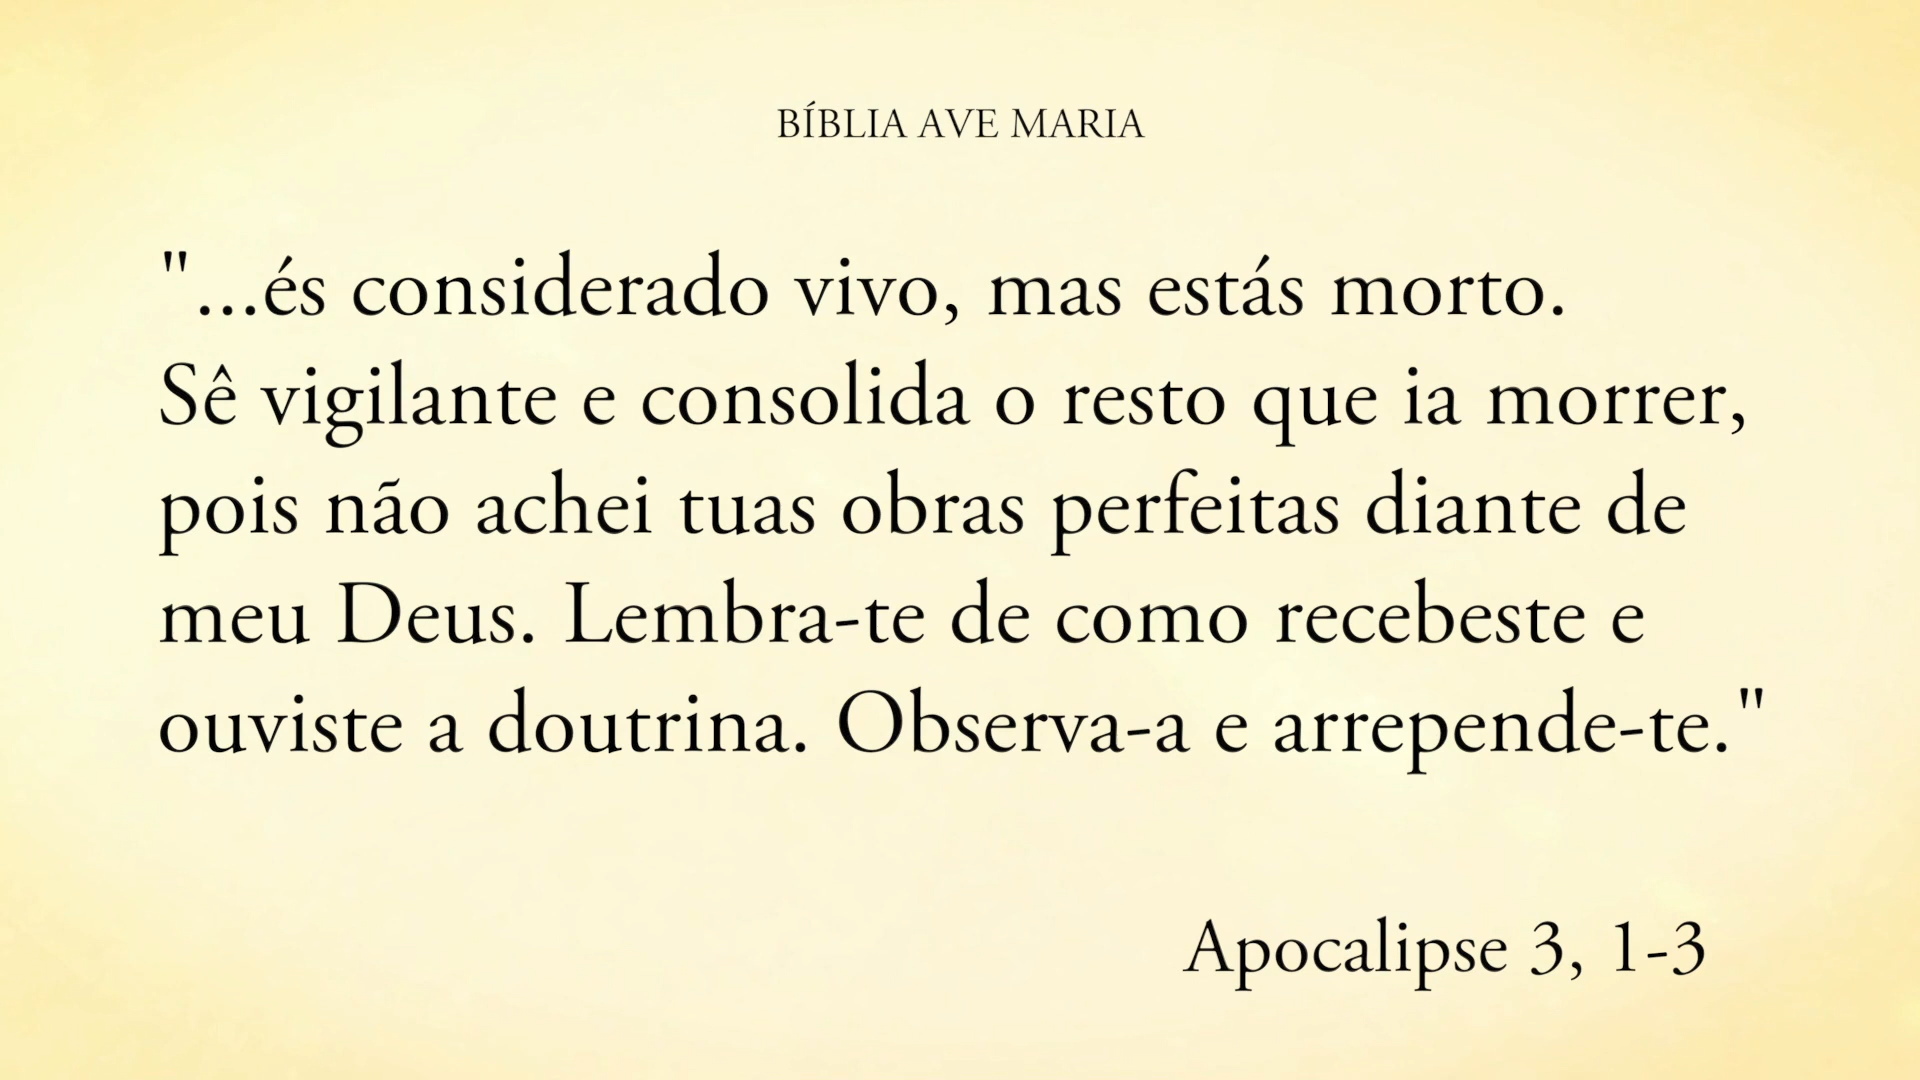 BÍBLIA AVE MARIA
"...és considerado vivo, mas estás morto.
Sê vigilante e consolida o resto que ia morrer,
pois não achei tuas obras perfeitas diante de
meu Deus. Lembra-te de como recebeste e
ouviste a doutrina. Observa-a e arrepende-te."
Apocalipse 3, 1-3